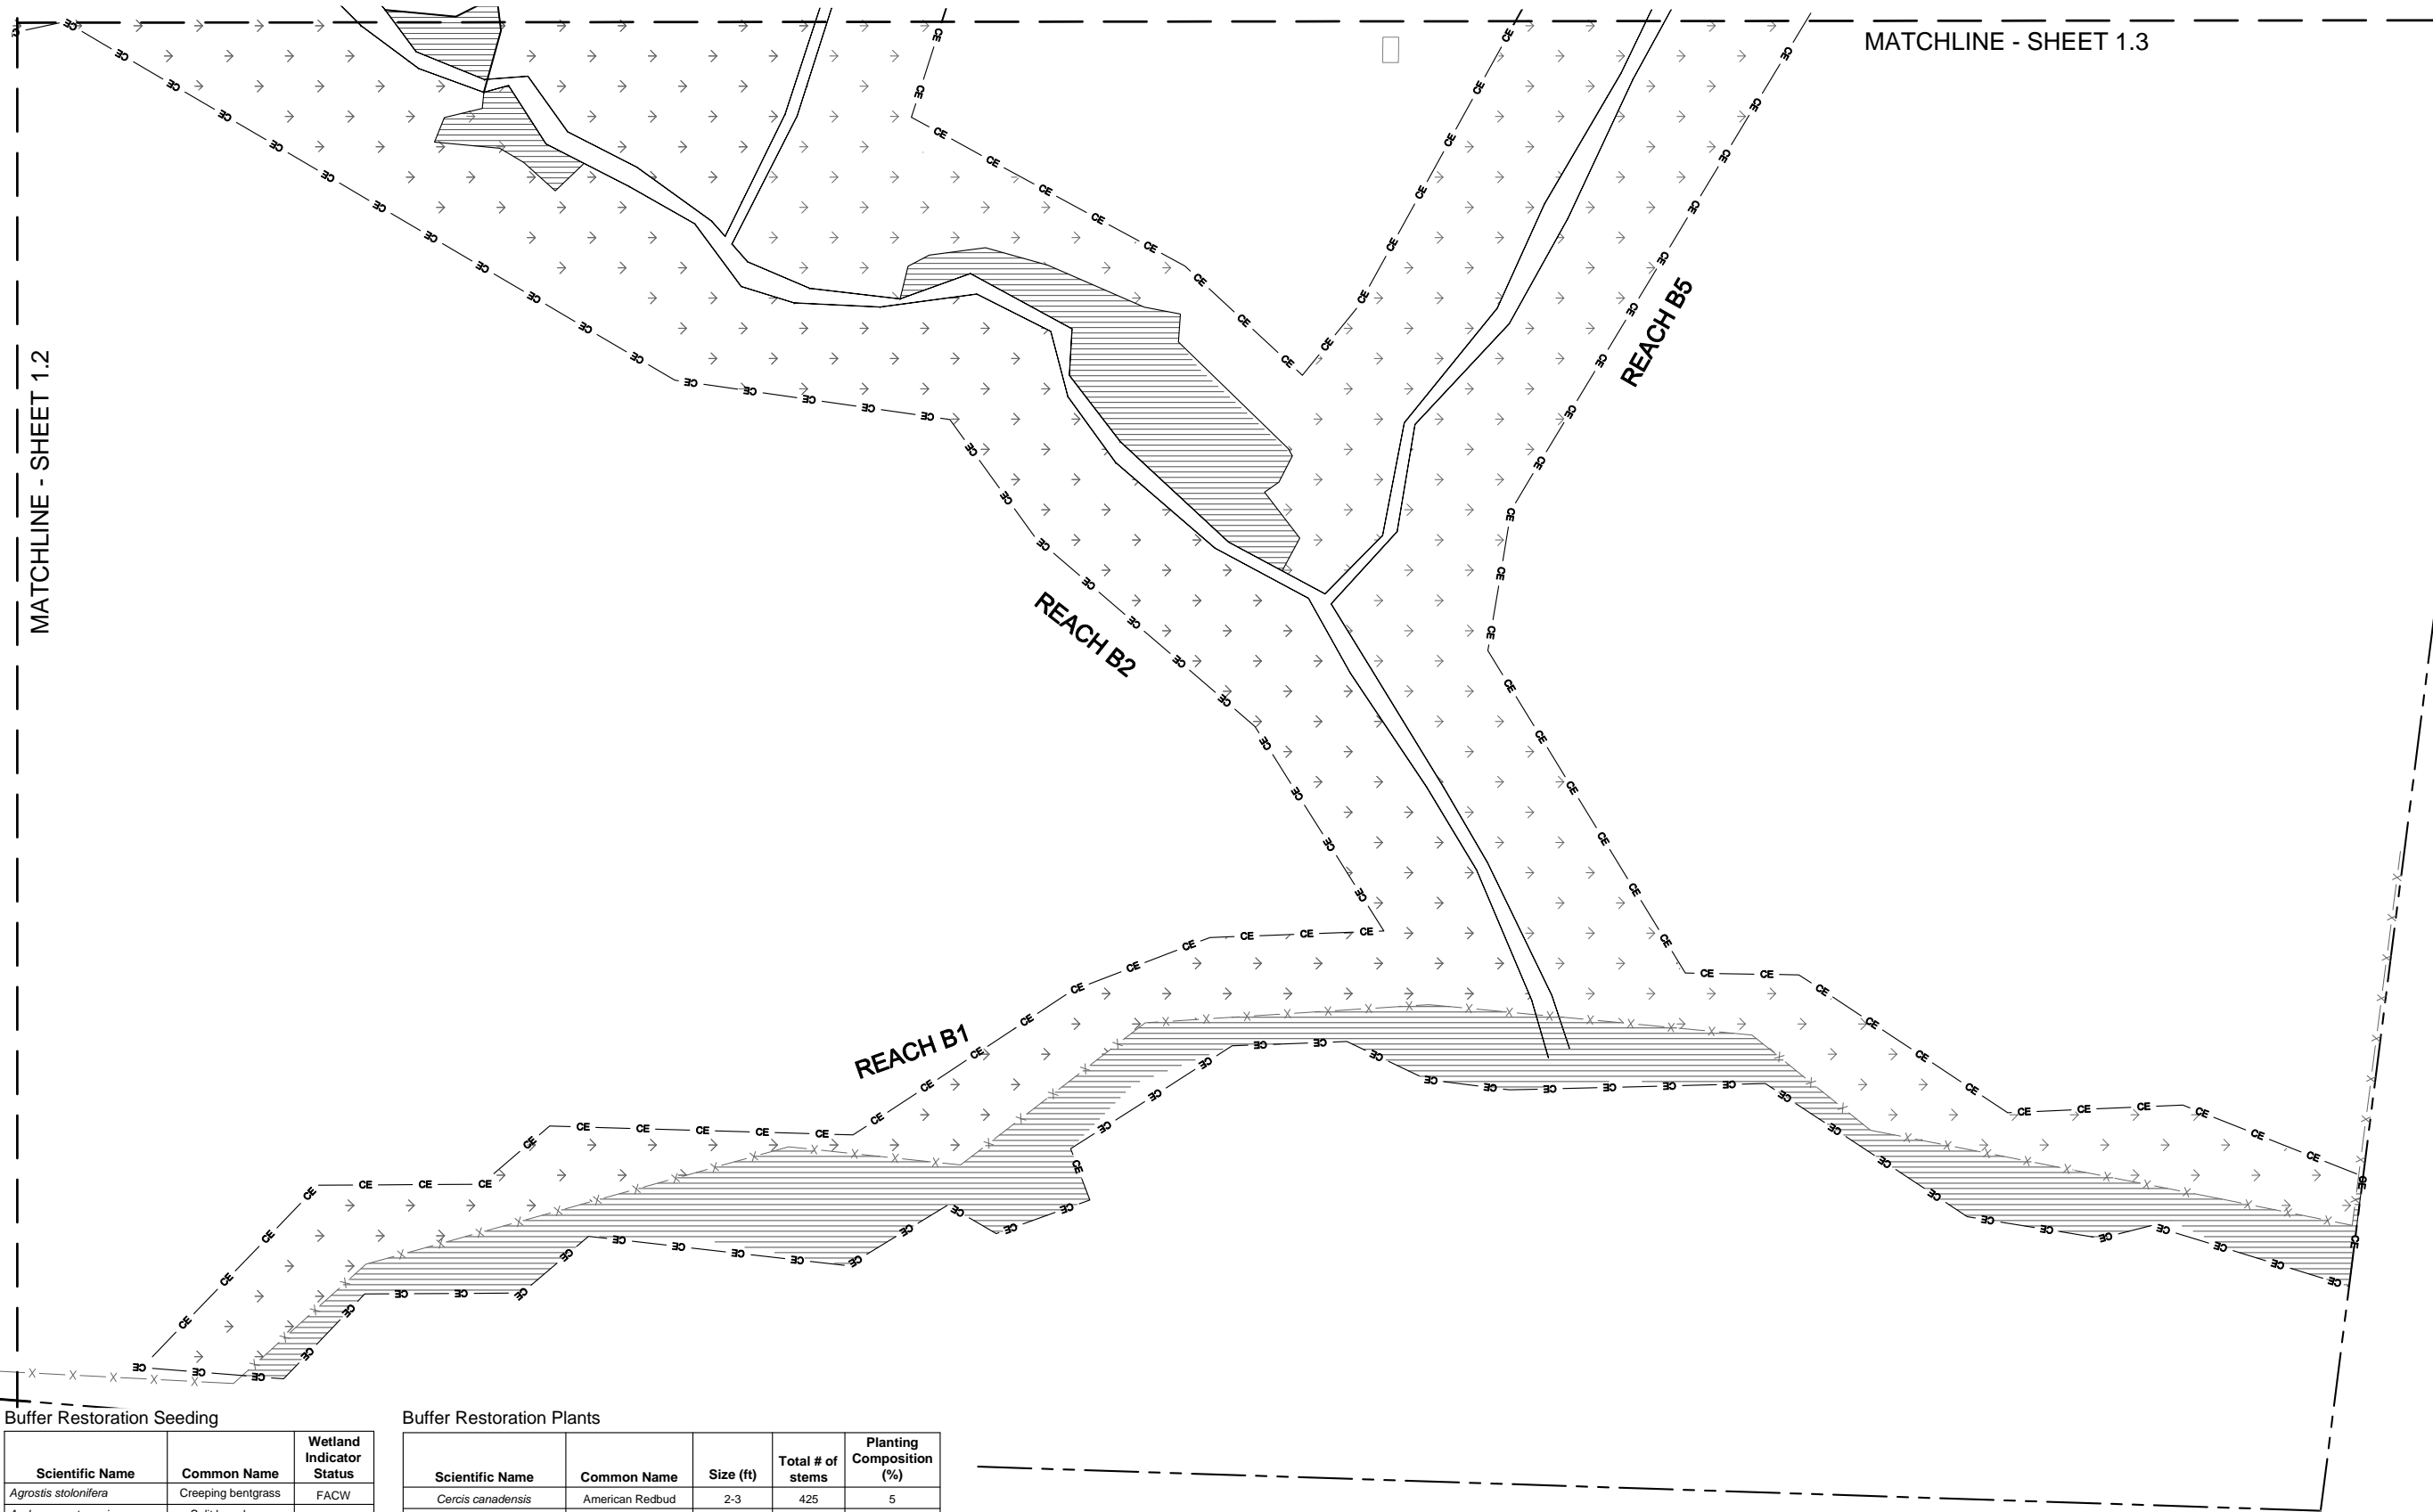 MATCHLINE - SHEET 1.3
MATCHLINE - SHEET 1.2
REACH B5
REACH B2
REACH B1
Buffer Restoration Seeding
Scientific Name Common Name Wetland Indicator Status
Agrostis stolonifera Creeping bentgrass FACW
Buffer Restoration Plants
Scientific Name Common Name Size (ft) Total # of stems Planting Composition (%)
Cercis canadensis American Redbud 2-3 425 5